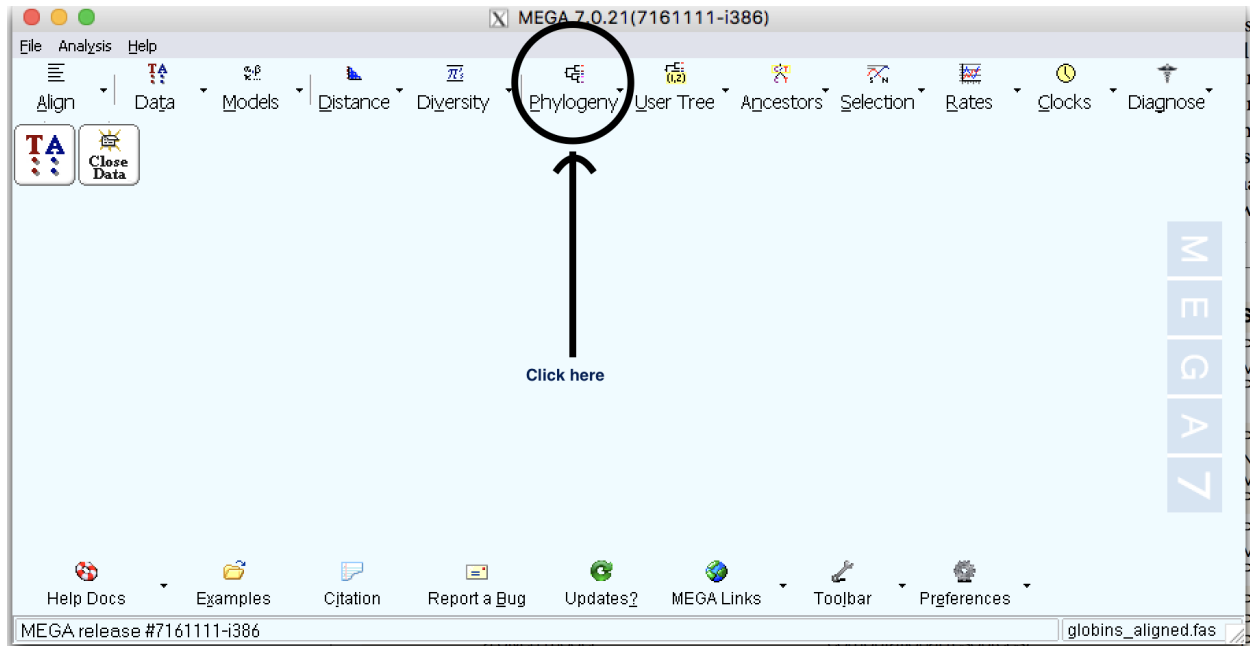 MEGA 7.0.21(7161111-i386)
File Analysis Help
Align Data Models Distance Diversity Phylogeny User Tree Ancestors Selection Rates Clocks Diagnose
TA Close Data
Click here
MEGA7
Help Docs Examples Citation Report a Bug Updates? MEGA Links Toolbar Preferences
MEGA release #7161111-i386 globins_aligned.fas